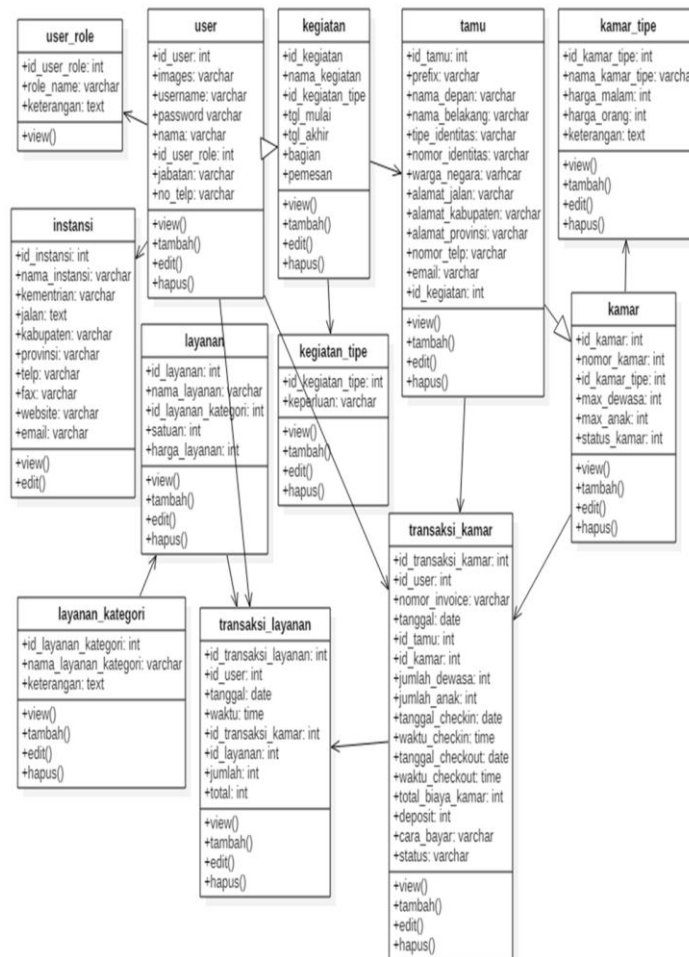 user_role
+id_user_role: int
+role_name: varchar
+keterangan: text
+view()
user
+id_user: int
+images: varchar
+username: varchar
+password varchar
+nama: varchar
+id_user_role: int
+jabatan: varchar
+no_telp: varchar
+view()
+tambah()
+edit()
+hapus()
kegiatan
+id_kegiatan
+nama_kegiatan
+id_kegiatan_tipe
+tgl_mulai
+tgl_akhir
+bagian
+pemesan
+view()
+tambah()
+edit()
+hapus()
tamu
+id_tamu: int
+prefix: varchar
+nama_depan: varchar
+nama_belakang: varchar
+tipe_identitas: varchar
+nomor_identitas: varchar
+warga_negara: varhcar
+alamat_jalan: varchar
+alamat_kabupaten: varchar
+alamat_provinsi: varchar
+nomor_telp: varchar
+email: varchar
+id_kegiatan: int
+view()
+tambah()
+edit()
+hapus()
kamar_tipe
+id_kamar_tipe: int
+nama_kamar_tipe: varcha
+harga_malam: int
+harga_orang: int
+keterangan: text
+view()
+tambah()
+edit()
+hapus()
instansi
+id_instansi: int
+nama_instansi: varchar
+kementrian: varchar
+jalan: text
+kabupaten: varchar
+provinsi: varchar
+telp: varchar
+fax: varchar
+website: varchar
+email: varchar
+view()
+edit()
layanan
+id_layanan: int
+nama_layanan: varchar
+id_layanan_kategori: int
+satuan: int
+harga_layanan: int
+view()
+tambah()
+edit()
+hapus()
kegiatan_tipe
+id_kegiatan_tipe: int
+keperluan: varchar
+view()
+tambah()
+edit()
+hapus()
kamar
+id_kamar: int
+nomor_kamar: int
+id_kamar_tipe: int
+max_dewasa: int
+max_anak: int
+status_kamar: int
+view()
+tambah()
+edit()
+hapus()
layanan_kategori
+id_layanan_kategori: int
+nama_layanan_kategori: varchar
+keterangan: text
+view()
+tambah()
+edit()
+hapus()
transaksi_layanan
+id_transaksi_layanan: int
+id_user: int
+tanggal: date
+waktu: time
+id_transaksi_kamar: int
+id_layanan: int
+jumlah: int
+total: int
+view()
+tambah()
+edit()
+hapus()
transaksi_kamar
+id_transaksi_kamar: int
+id_user: int
+nomor_invoice: varchar
+tanggal: date
+id_tamu: int
+id_kamar: int
+jumlah_dewasa: int
+jumlah_anak: int
+tanggal_checkin: date
+waktu_checkin: time
+tanggal_checkout: date
+waktu_checkout: time
+total_biaya_kamar: int
+deposit: int
+cara_bayar: varchar
+status: varchar
+view()
+tambah()
+edit()
+hapus()